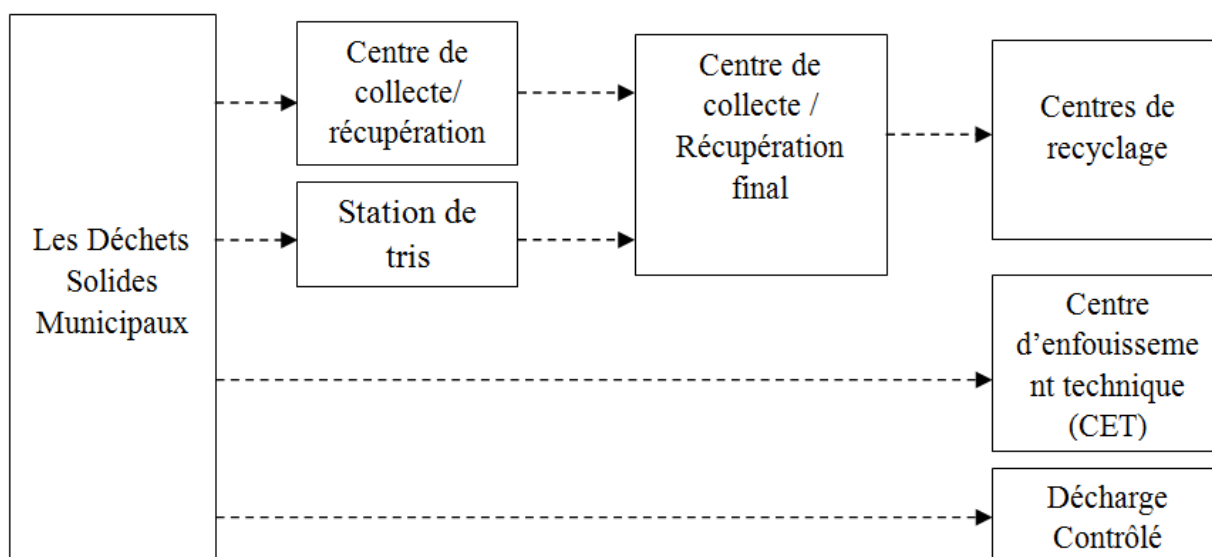 Les Déchets
Solides
Municipaux
Centre de
collecte/
récupération
Station de
tris
Centre de
collecte /
Récupération
final
Centres de
recyclage
Centre
d’enfouisseme
nt technique
(CET)
Décharge
Contrôlé